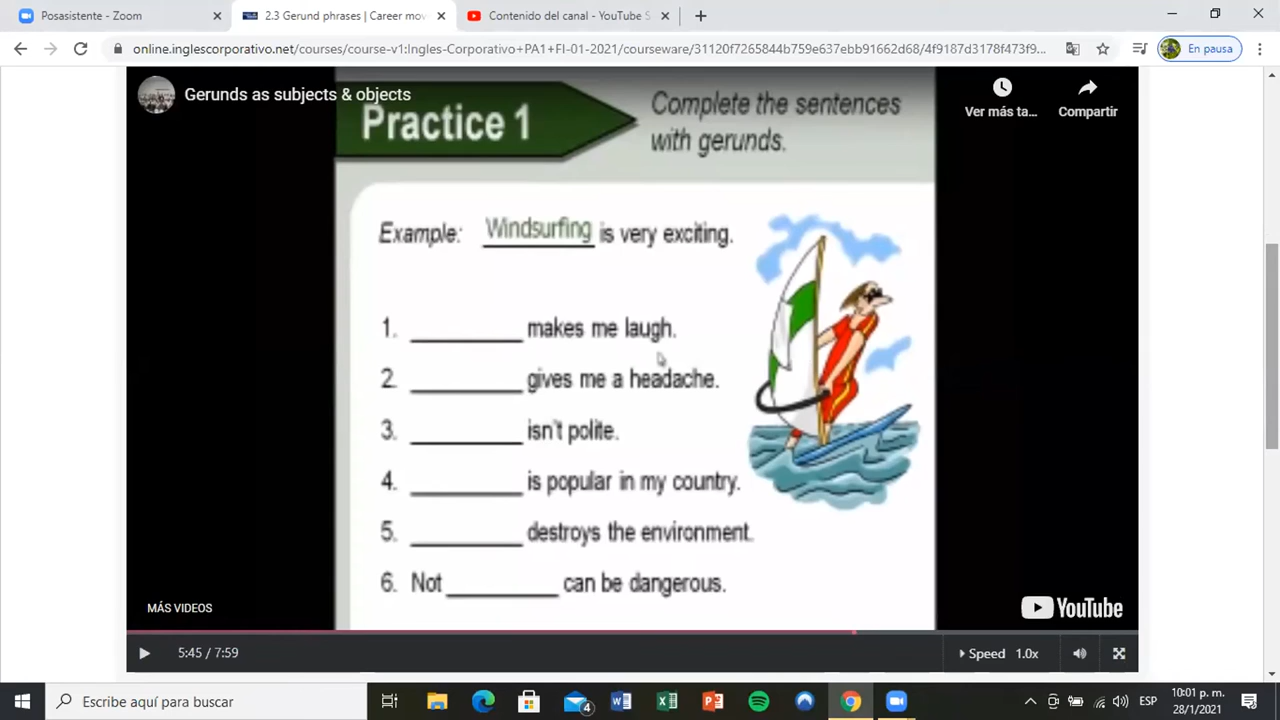 Posasistente - Zoom
2.3 Gerund phrases | Career mov
Contenido del canal - YouTube S
online.inglescorporativo.net/courses/course-v1:Ingles-Corporativo+PA1+FI-01-2021/courseware/31120f7265844b759e637ebb91662d68/4f9187d3178f473f9...
En pausa
Gerunds as subjects & objects
Ver más ta...
Compartir
Practice 1
Complete the sentences
with gerunds.
Example: Windsurfing is very exciting.
1. __________ makes me laugh.
2. __________ gives me a headache.
3. __________ isn't polite.
4. __________ is popular in my country.
5. __________ destroys the environment.
6. Not __________ can be dangerous.
MÁS VIDEOS
YouTube
5:45 / 7:59
Speed 1.0x
Escribe aquí para buscar
4
ESP
10:01 p. m.
28/1/2021